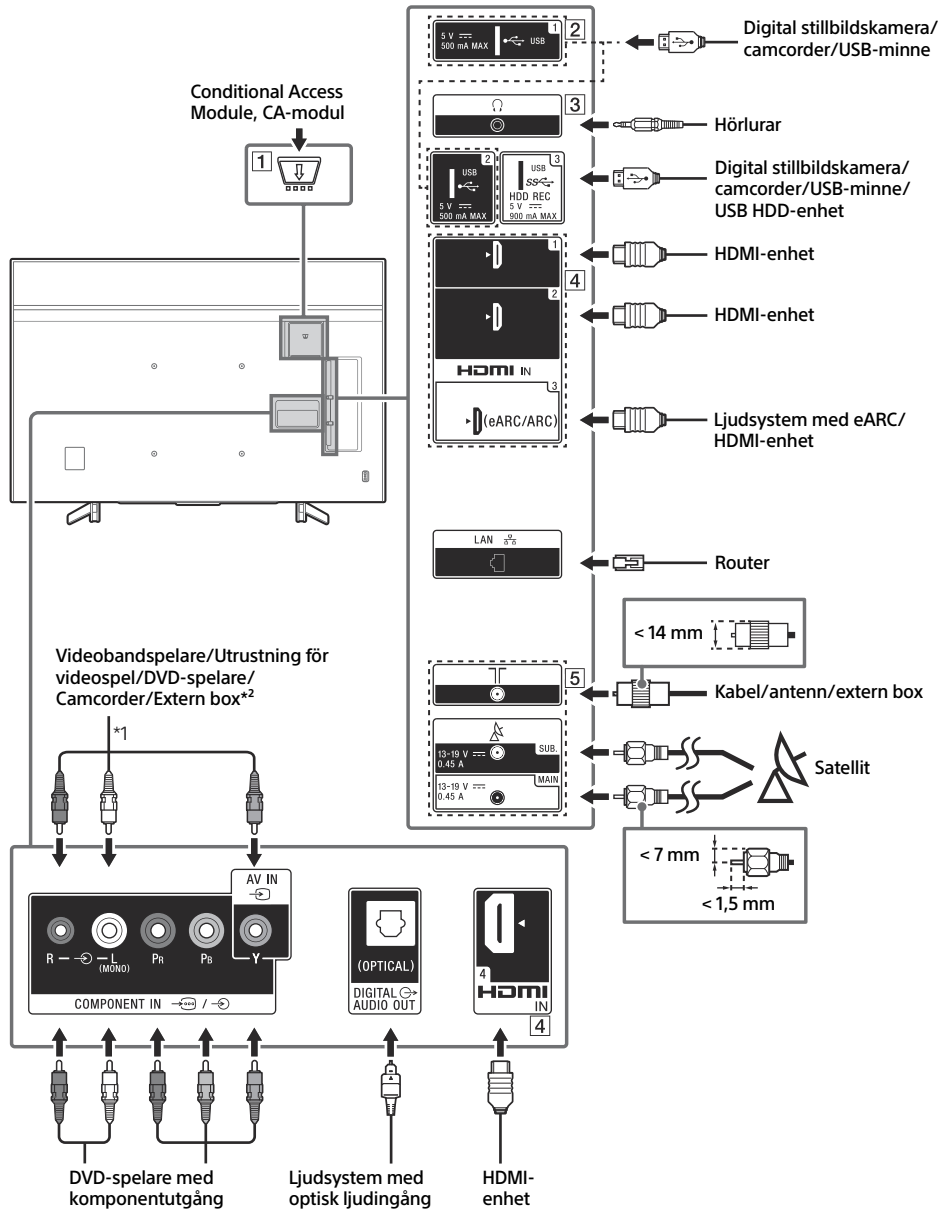 1
2
5 V
500 mA MAX
USB
Digital stillbildskamera/
camcorder/USB-minne
Conditional Access
Module, CA-modul
1
3
Hörlurar
2
USB
5 V
500 mA MAX
3
USB
SS
HDD REC
5 V
900 mA MAX
Digital stillbildskamera/
camcorder/USB-minne/
USB HDD-enhet
1
HDMI-enhet
4
2
HDMI-enhet
HDMI IN
3
(eARC/ARC)
Ljudsystem med eARC/
HDMI-enhet
LAN
Router
< 14 mm
Videobandspelare/Utrustning för
videospel/DVD-spelare/
Camcorder/Extern box*2
*1
5
Kabel/antenn/extern box
13-19 V
0.45 A
SUB.
MAIN
13-19 V
0.45 A
Satellit
< 7 mm
< 1,5 mm
AV IN
R
L
(MONO)
PR
PB
Y
COMPONENT IN /
(OPTICAL)
DIGITAL
AUDIO OUT
4
HDMI
IN
4
DVD-spelare med
komponentutgång
Ljudsystem med
optisk ljudingång
HDMI-
enhet